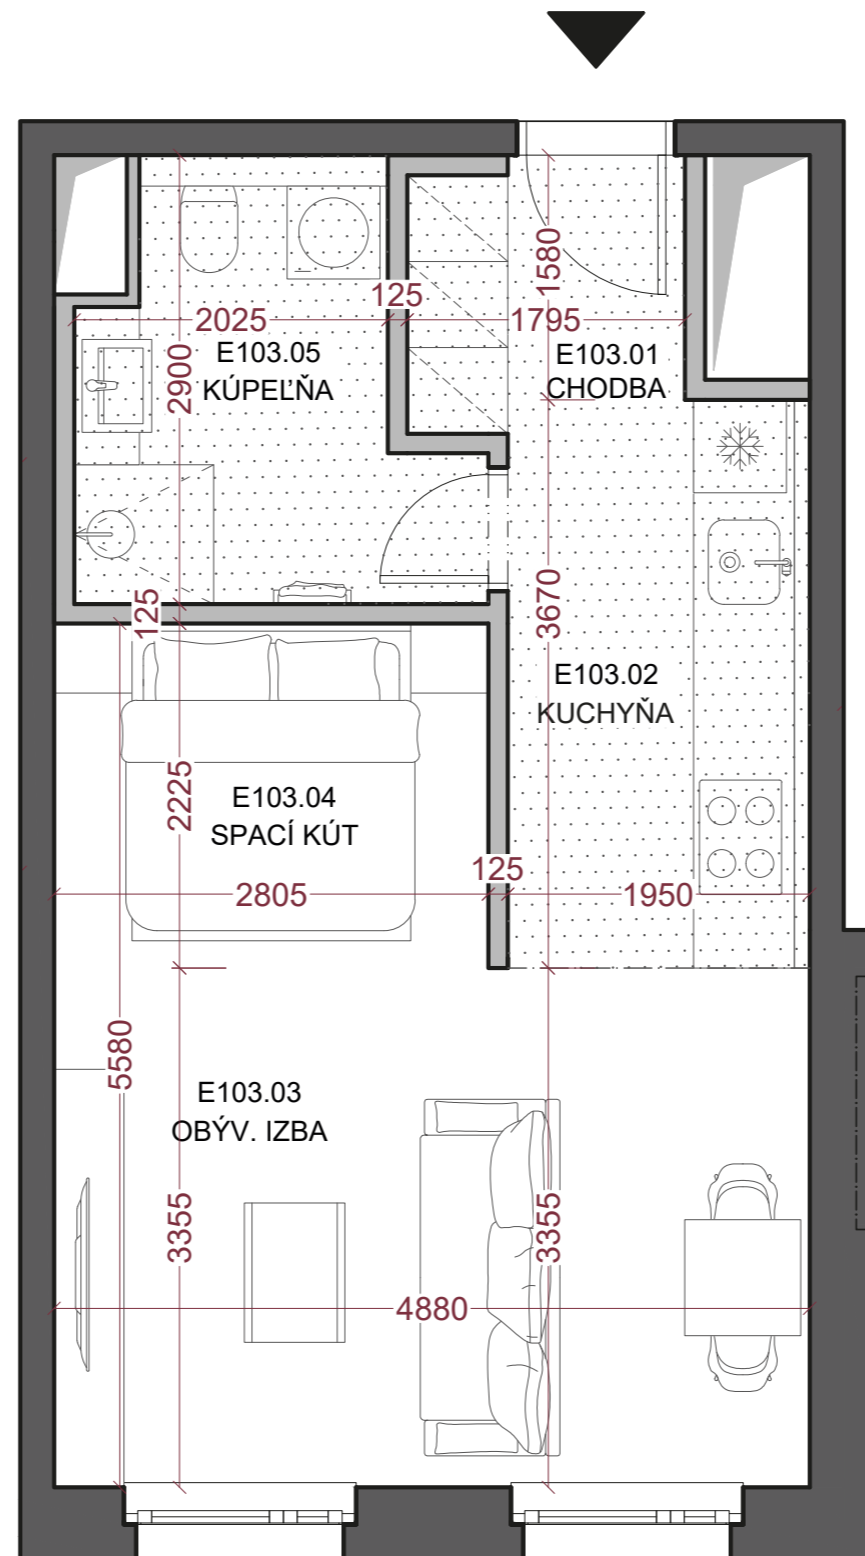 1580
125
2025
1795
E103.05
KÚPEĽŇA
2900
E103.01
CHODBA
125
3670
E103.02
KUCHYŇA
2225
E103.04
SPACÍ KÚT
125
2805
1950
5580
E103.03
OBÝV. IZBA
3355
3355
4880